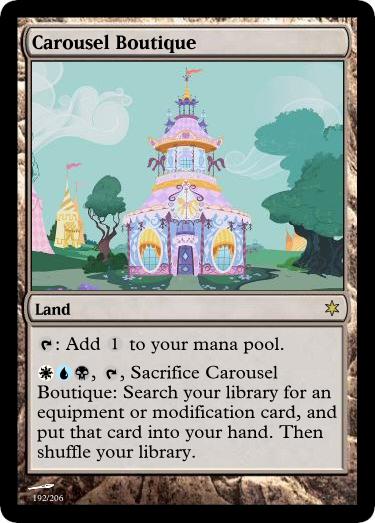 Carousel Boutique
Land
: Add 1 to your mana pool.
, , Sacrifice Carousel
Boutique: Search your library for an
equipment or modification card, and
put that card into your hand. Then
shuffle your library.
192/206